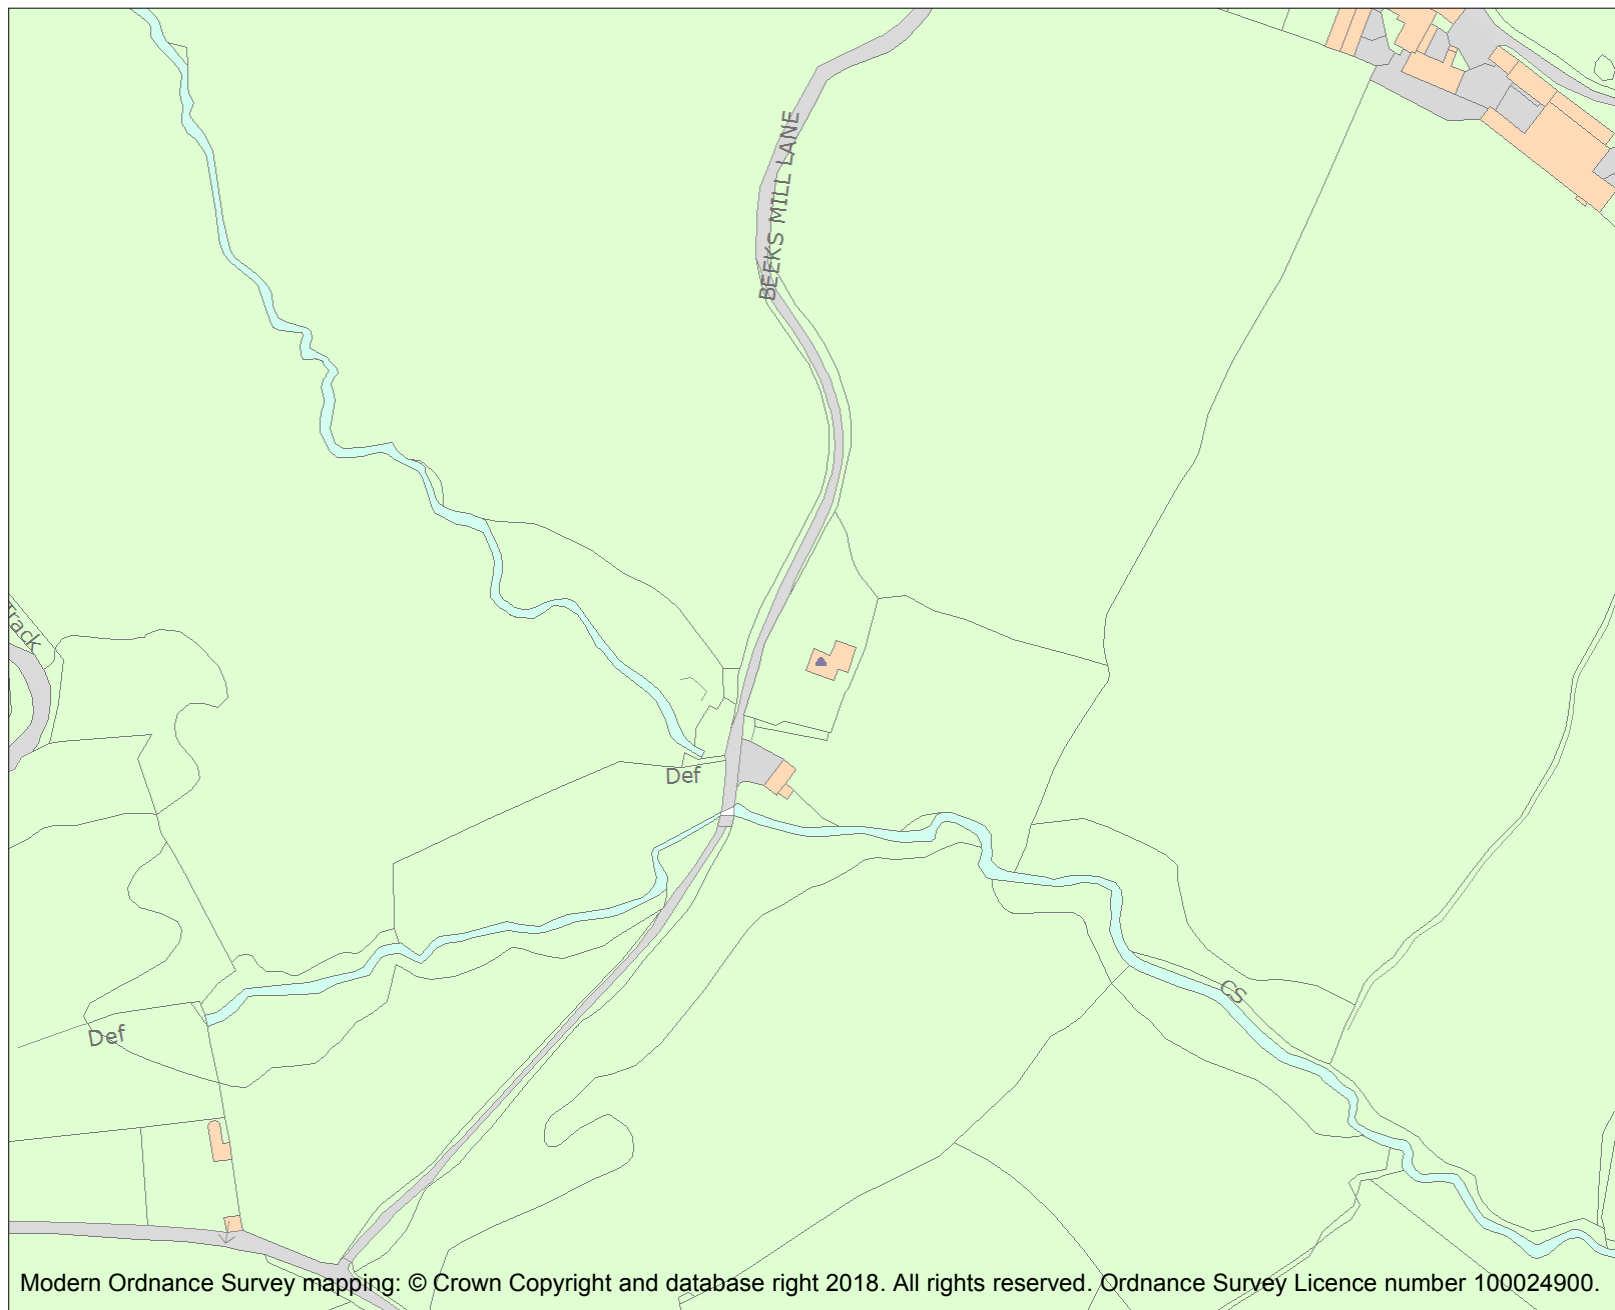 BEEKS MILL LANE
Track
Def
CS
Def
Modern Ordnance Survey mapping: © Crown Copyright and database right 2018. All rights reserved. Ordnance Survey Licence number 100024900.